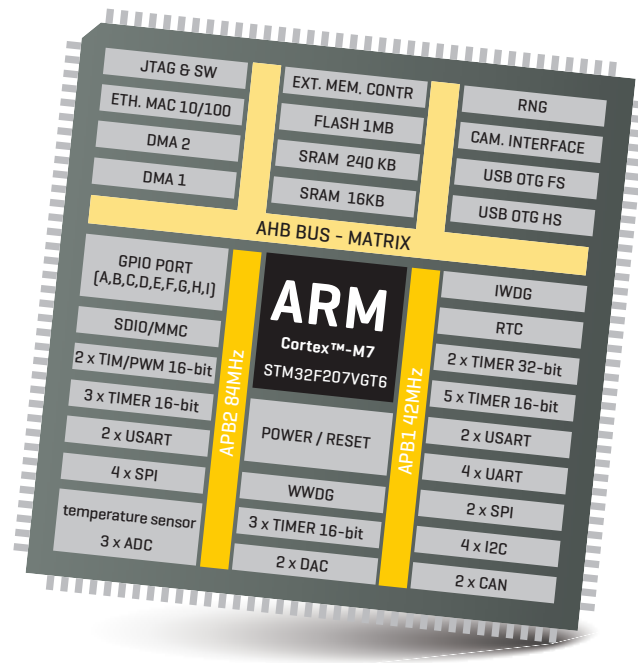 JTAG & SW
ETH. MAC 10/100
DMA 2
DMA 1
EXT. MEM. CONTR
FLASH 1MB
SRAM 240 KB
SRAM 16KB
RNG
CAM. INTERFACE
USB OTG FS
USB OTG HS
AHB BUS - MATRIX
GPIO PORT
(A,B,C,D,E,F,G,H,I)
SDIO/MMC
2 x TIM/PWM 16-bit
3 x TIMER 16-bit
2 x USART
4 x SPI
temperature sensor
3 x ADC
APB2 84MHz
ARM
Cortex™-M7
STM32F207VGT6
POWER / RESET
WWDG
3 x TIMER 16-bit
2 x DAC
APB1 42MHz
IWDG
RTC
2 x TIMER 32-bit
5 x TIMER 16-bit
2 x USART
4 x UART
2 x SPI
4 x I2C
2 x CAN